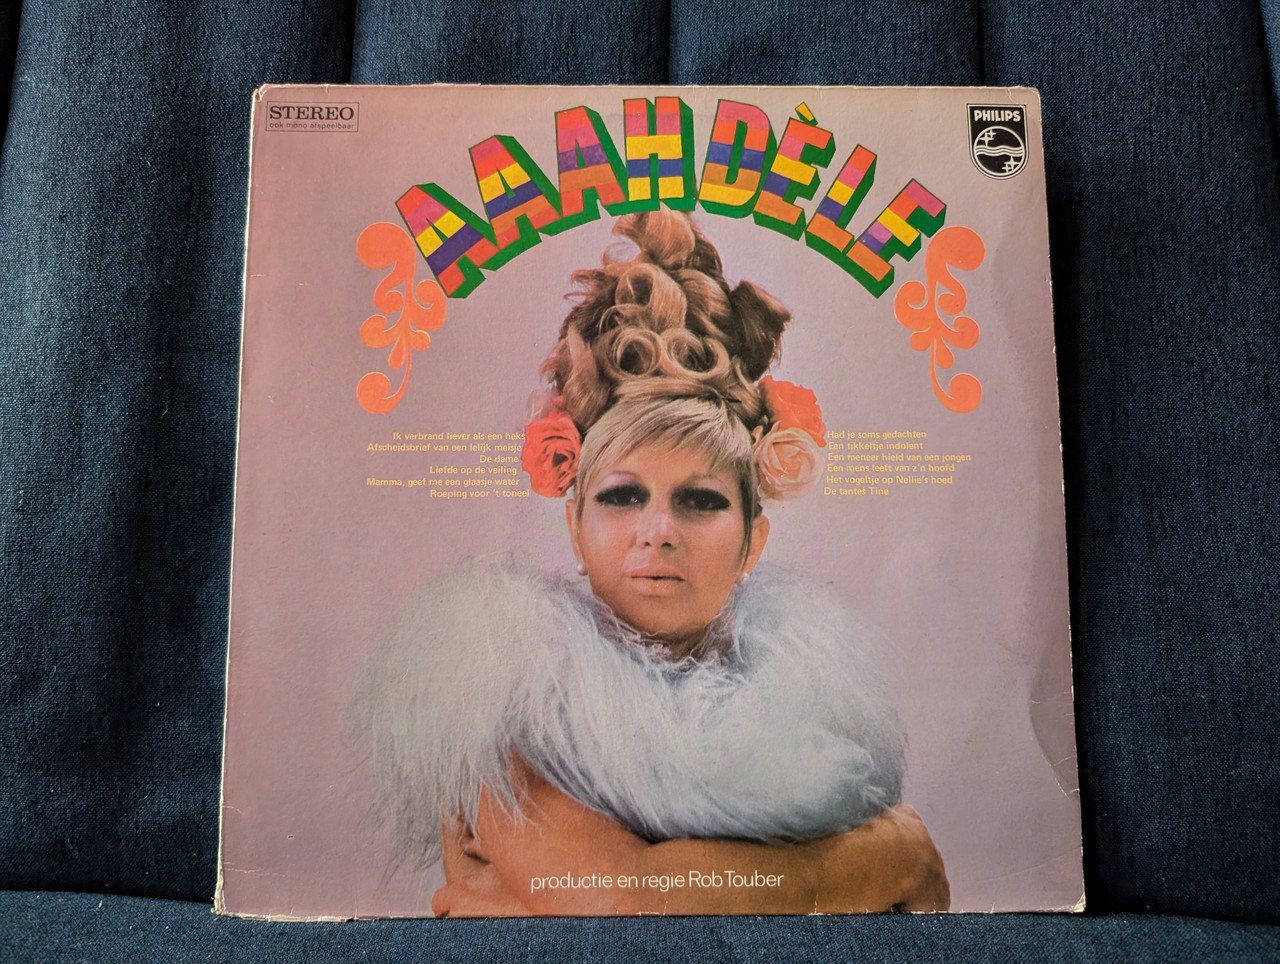 STEREO
ook mono afspeelbaar
PHILIPS
AAAH DÈLE
Ik verbrand liever als een heks
Afscheidsbrief van een lelijk meisje
De dame
Liefde op de veiling
Mamma, geef me een glaasje water
Roeping voor 't toneel
Had je soms gedachten
Een tikkeltje indolent
Een meneer hield van een jongen
Een mens leeft van z'n hoofd
Het vogeltje op Nellie's hoed
De tantes Tine
productie en regie Rob Touber